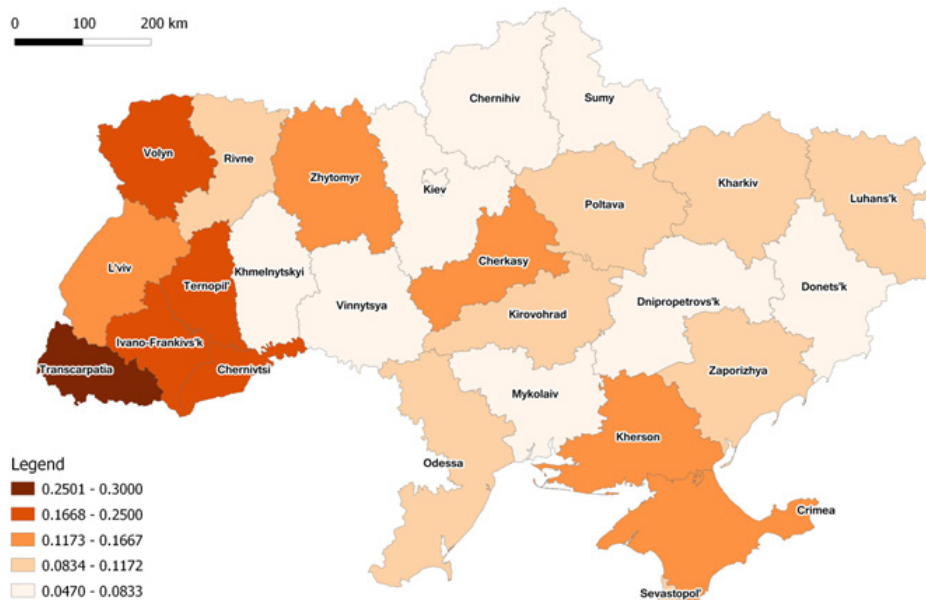 0 100 200 km
Chernihiv
Sumy
Volyn
Rivne
Zhytomyr
Kiev
Poltava
Kharkiv
Luhans'k
L'viv
Ternopil'
Khmelnytskyi
Cherkasy
Vinnytsya
Kirovohrad
Dnipropetrovs'k
Donets'k
Ivano-Frankivs'k
Transcarpatia
Chernivtsi
Mykolaiv
Zaporizhya
Kherson
Odessa
Crimea
Sevastopol'
Legend
0.2501 - 0.3000
0.1668 - 0.2500
0.1173 - 0.1667
0.0834 - 0.1172
0.0470 - 0.0833